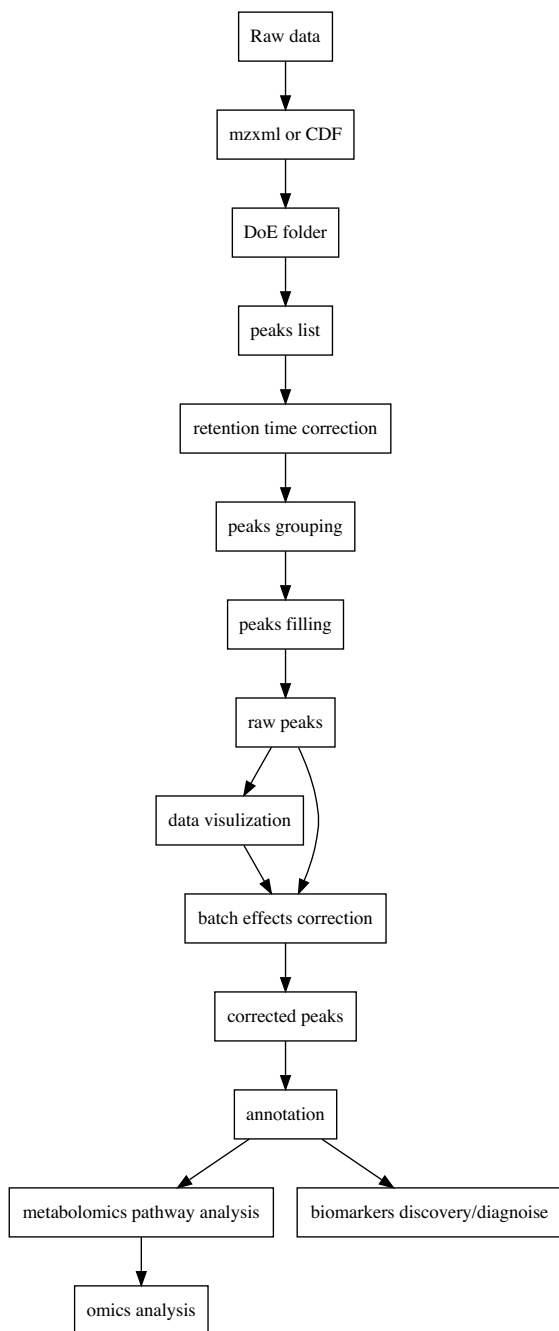 Raw data
mzxml or CDF
DoE folder
peaks list
retention time correction
peaks grouping
peaks filling
raw peaks
data visulization
batch effects correction
corrected peaks
annotation
metabolomics pathway analysis
biomarkers discovery/diagnoise
omics analysis